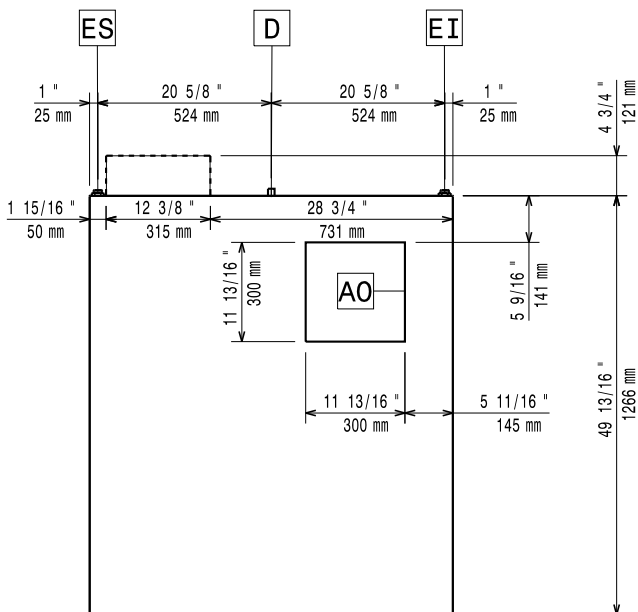 ES
D
EI
1 "
25 mm
20 5/8 "
524 mm
20 5/8 "
524 mm
1 "
25 mm
4 3/4 "
121 mm
1 15/16 "
50 mm
12 3/8 "
315 mm
28 3/4 "
731 mm
11 13/16 "
300 mm
AO
5 9/16 "
141 mm
11 13/16 "
300 mm
5 11/16 "
145 mm
49 13/16 "
1266 mm